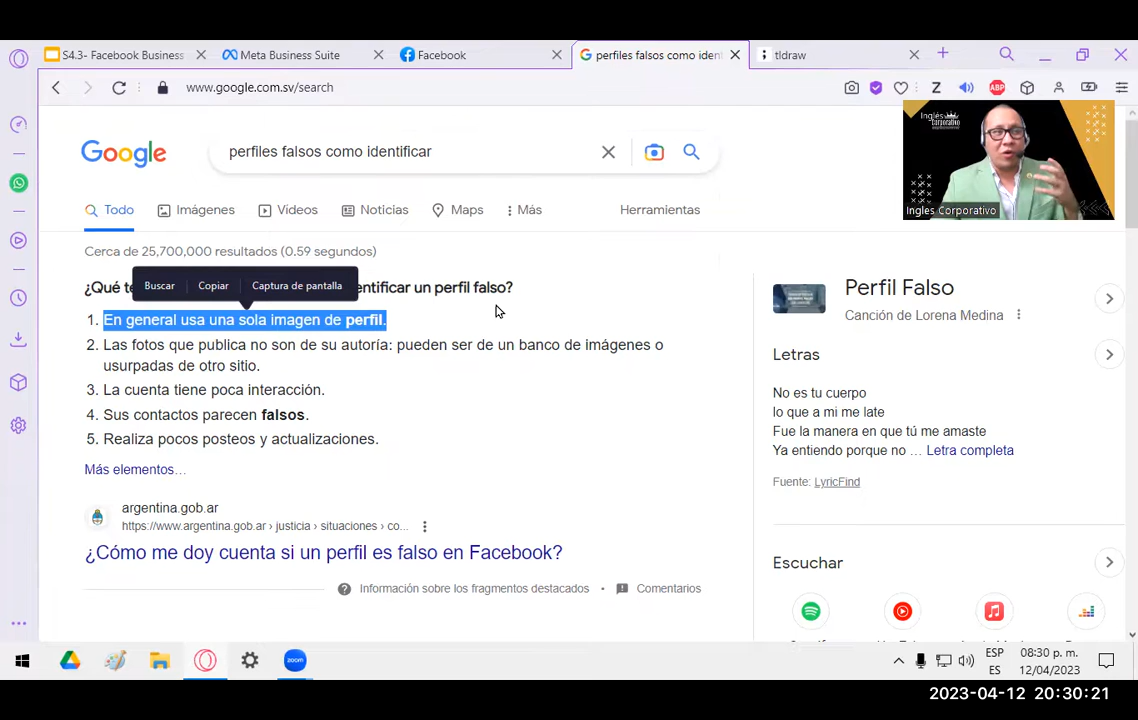 S4.3- Facebook Business
Meta Business Suite
Facebook
perfiles falsos como ident
tldraw
www.google.com.sv/search
ABP
Google
perfiles falsos como identificar
Inglés
Corporativo
Ingles Corporativo
Todo
Imágenes
Vídeos
Noticias
Maps
Más
Herramientas
Cerca de 25,700,000 resultados (0.59 segundos)
Buscar
Copiar
Captura de pantalla
¿Qué te
entificar un perfil falso?
1. En general usa una sola imagen de perfil.
2. Las fotos que publica no son de su autoría: pueden ser de un banco de imágenes o
usurpadas de otro sitio.
3. La cuenta tiene poca interacción.
4. Sus contactos parecen falsos.
5. Realiza pocos posteos y actualizaciones.
Más elementos…
argentina.gob.ar
https://www.argentina.gob.ar › justicia › situaciones › co...
¿Cómo me doy cuenta si un perfil es falso en Facebook?
Información sobre los fragmentos destacados
•
Comentarios
Perfil Falso
Canción de Lorena Medina
Letras
No es tu cuerpo
lo que a mi me late
Fue la manera en que tú me amaste
Ya entiendo porque no … Letra completa
Fuente: LyricFind
Escuchar
zoom
ESP
ES
08:30 p. m.
12/04/2023
2023-04-12 20:30:21